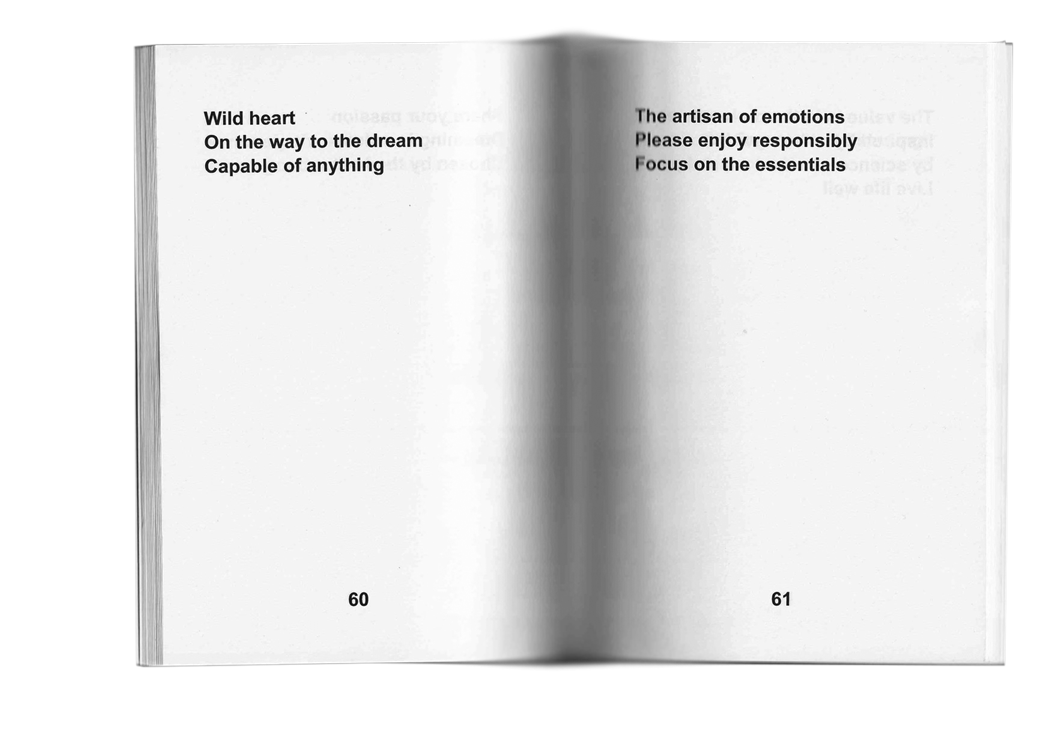 Wild heart
On the way to the dream
Capable of anything
60
The artisan of emotions
Please enjoy responsibly
Focus on the essentials
61